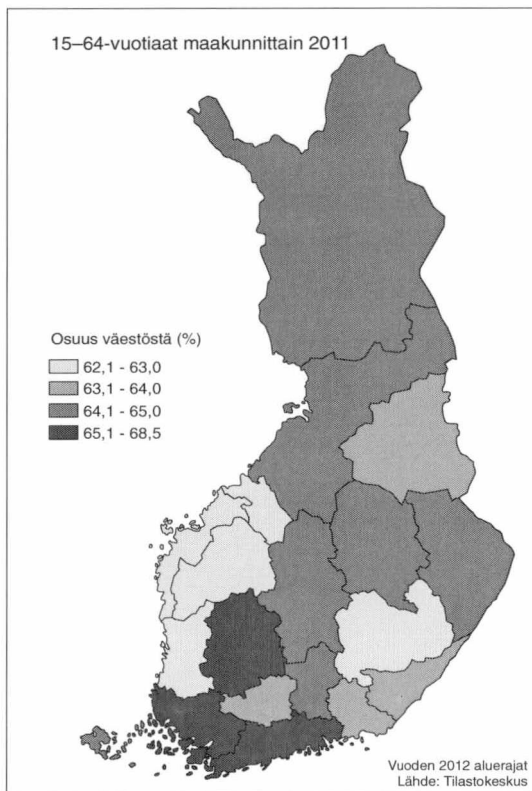 15–64-vuotiaat maakunnittain 2011
Osuus väestöstä (%)
62,1 - 63,0
63,1 - 64,0
64,1 - 65,0
65,1 - 68,5
Vuoden 2012 aluerajat
Lähde: Tilastokeskus